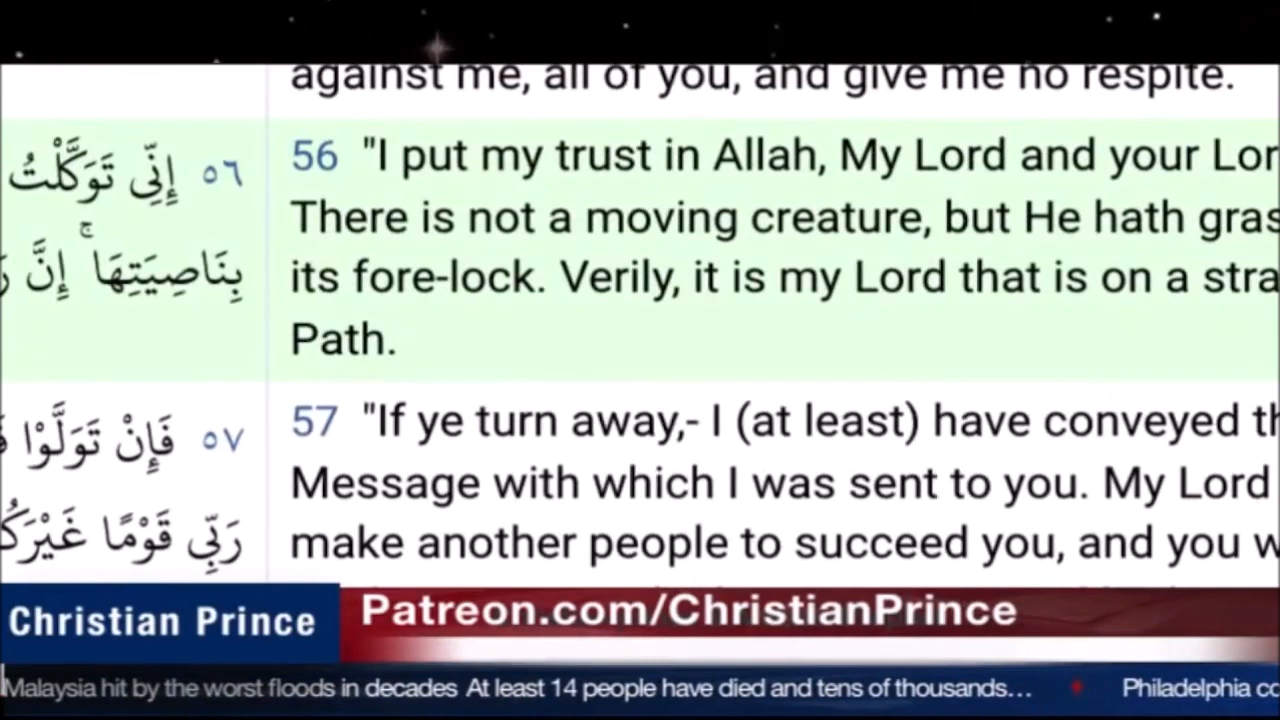 against me, all of you, and give me no respite.
٥٦ إِنِّي تَوَكَّلْتُ
بِنَاصِيَتِهَا ۚ إِنَّ
56 "I put my trust in Allah, My Lord and your Lor
There is not a moving creature, but He hath gras
its fore-lock. Verily, it is my Lord that is on a stra
Path.
٥٧ فَإِنْ تَوَلَّوْا
رَبِّي قَوْمًا غَيْرَكُ
57 "If ye turn away,- I (at least) have conveyed th
Message with which I was sent to you. My Lord
make another people to succeed you, and you w
Christian Prince
Patreon.com/ChristianPrince
Malaysia hit by the worst floods in decades At least 14 people have died and tens of thousands... Philadelphia co